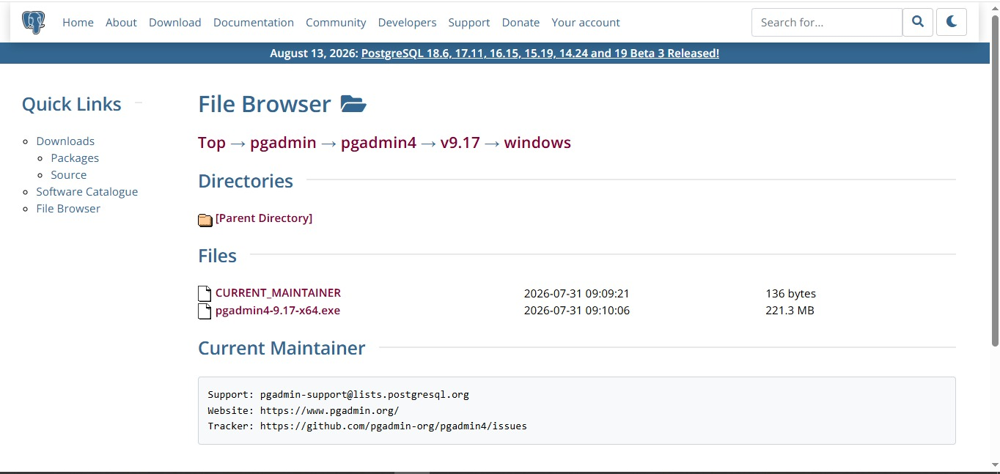 Home About Download Documentation Community Developers Support Donate Your account Search for...
August 13, 2026: PostgreSQL 18.6, 17.11, 16.15, 15.19, 14.24 and 19 Beta 3 Released!
Quick Links
Downloads
Packages
Source
Software Catalogue
File Browser
File Browser
Top → pgadmin → pgadmin4 → v9.17 → windows
Directories
[Parent Directory]
Files
CURRENT_MAINTAINER 2026-07-31 09:09:21 136 bytes
pgadmin4-9.17-x64.exe 2026-07-31 09:10:06 221.3 MB
Current Maintainer
Support: pgadmin-support@lists.postgresql.org
Website: https://www.pgadmin.org/
Tracker: https://github.com/pgadmin-org/pgadmin4/issues